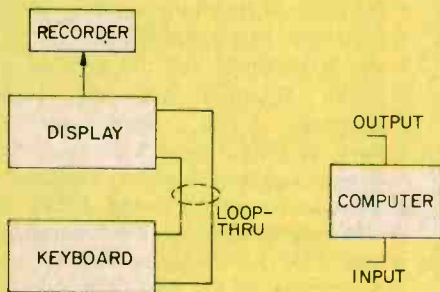 RECORDER
DISPLAY
OUTPUT
LOOP-
THRU
COMPUTER
KEYBOARD
INPUT